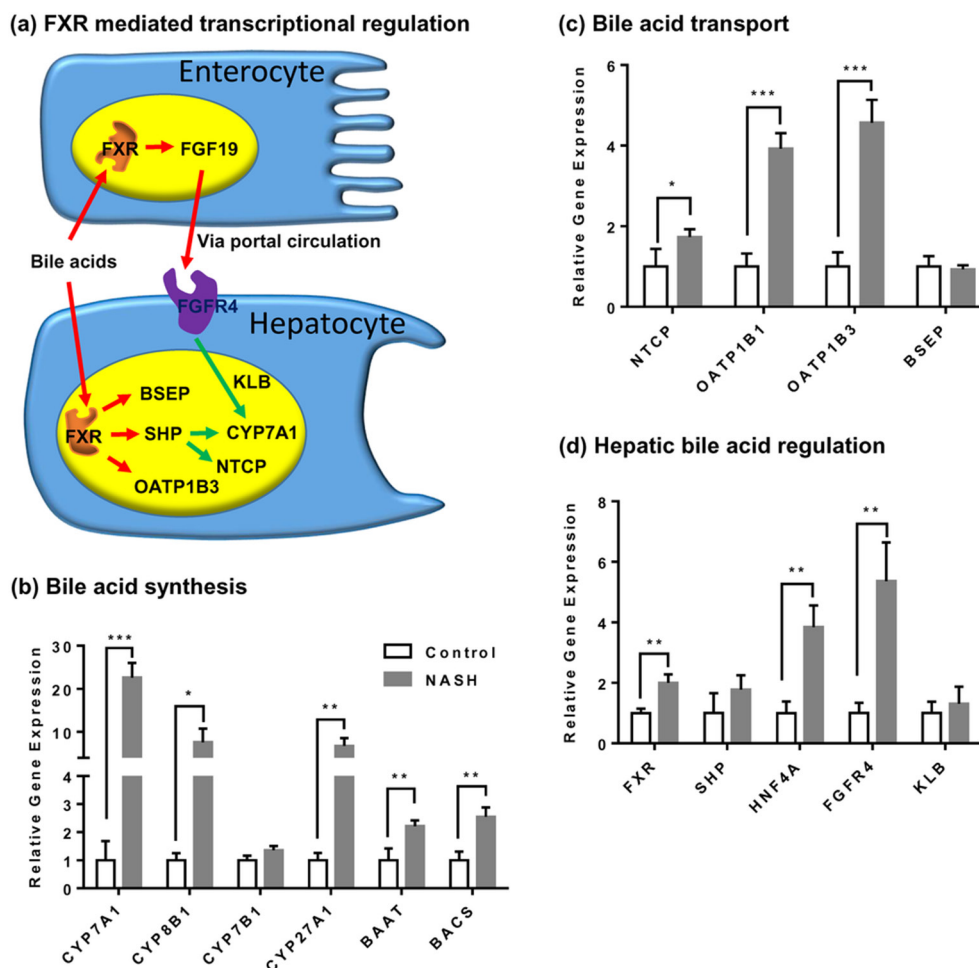 (a) FXR mediated transcriptional regulation
Enterocyte
FXR
FGF19
Via portal circulation
Bile acids
FGFR4
Hepatocyte
KLB
BSEP
FXR
SHP
CYP7A1
NTCP
OATP1B3
(b) Bile acid synthesis
Relative Gene Expression
30
20
10
4
3
2
1
0
***
*
**
**
**
Control
NASH
CYP7A1
CYP8B1
CYP7B1
CYP27A1
BAAT
BACS
(c) Bile acid transport
Relative Gene Expression
6
4
2
0
*
***
***
NTCP
OATP1B1
OATP1B3
BSEP
(d) Hepatic bile acid regulation
Relative Gene Expression
8
6
4
2
0
**
**
**
FXR
SHP
HNF4A
FGFR4
KLB